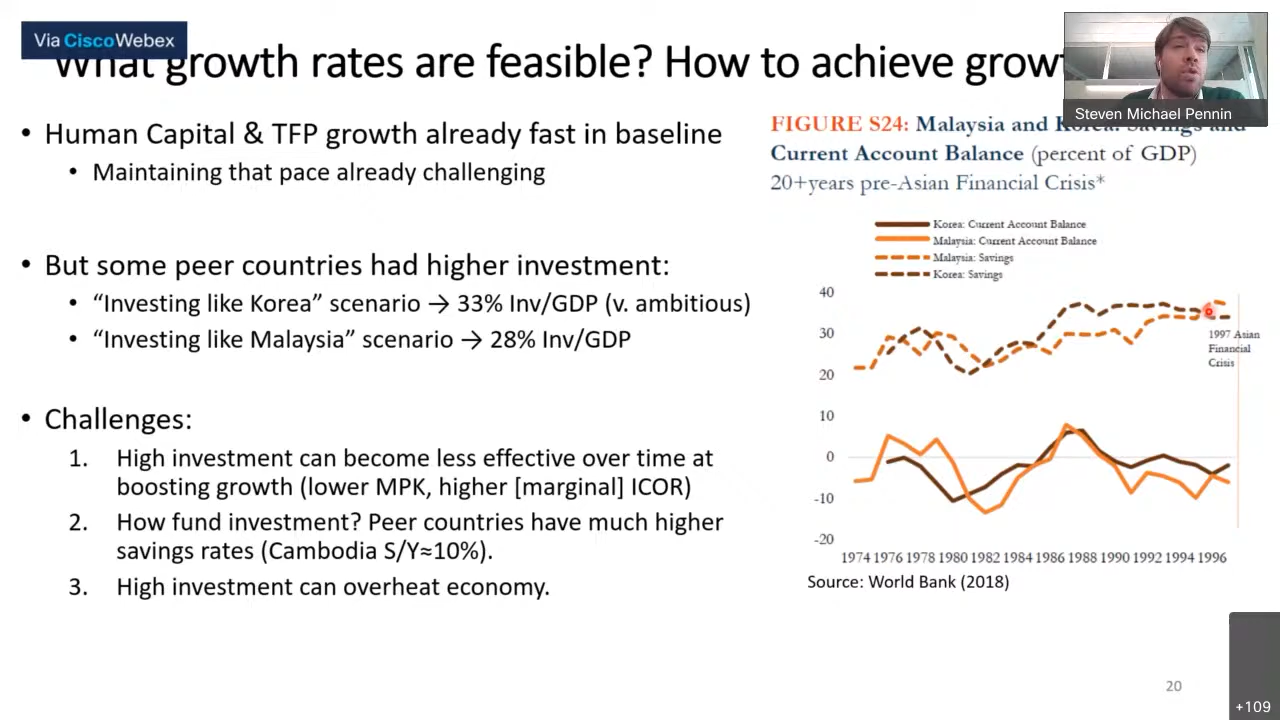 Via Cisco Webex
What growth rates are feasible? How to achieve
Steven Michael Pennin
• Human Capital & TFP growth already fast in baseline
• Maintaining that pace already challenging
• But some peer countries had higher investment:
• “Investing like Korea” scenario → 33% Inv/GDP (v. ambitious)
• “Investing like Malaysia” scenario → 28% Inv/GDP
• Challenges:
1. High investment can become less effective over time at
boosting growth (lower MPK, higher [marginal] ICOR)
2. How fund investment? Peer countries have much higher
savings rates (Cambodia S/Y≈10%).
3. High investment can overheat economy.
FIGURE S24: Malaysia and Korea: Savings and
Current Account Balance (percent of GDP)
20+years pre-Asian Financial Crisis*
Korea: Current Account Balance
Malaysia: Current Account Balance
Malaysia: Savings
Korea: Savings
40
30
20
10
0
-10
-20
1997 Asian
Financial
Crisis
1974 1976 1978 1980 1982 1984 1986 1988 1990 1992 1994 1996
Source: World Bank (2018)
20
+109